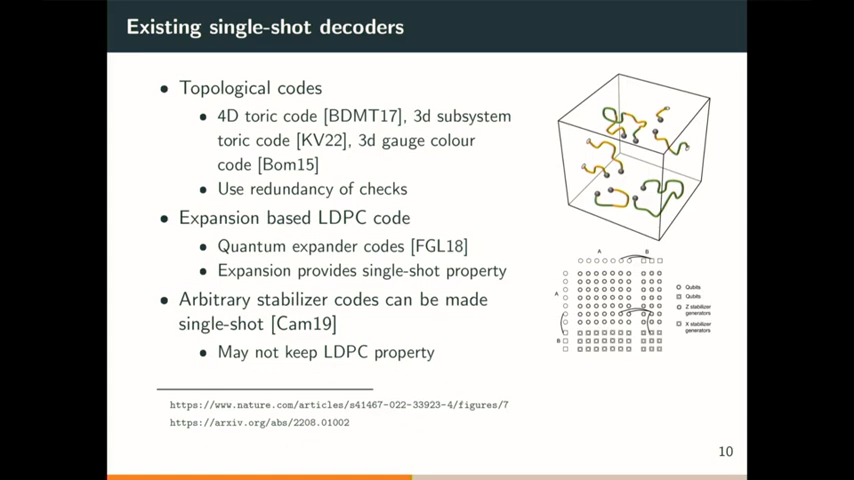 Existing single-shot decoders
• Topological codes
• 4D toric code [BDMT17], 3d subsystem
toric code [KV22], 3d gauge colour
code [Bom15]
• Use redundancy of checks
• Expansion based LDPC code
• Quantum expander codes [FGL18]
• Expansion provides single-shot property
• Arbitrary stabilizer codes can be made
single-shot [Cam19]
• May not keep LDPC property
A B
A
B
Qubits
Qubits
Z stabilizer
generators
X stabilizer
generators
https://www.nature.com/articles/s41467-022-33923-4/figures/7
https://arxiv.org/abs/2208.01002
10